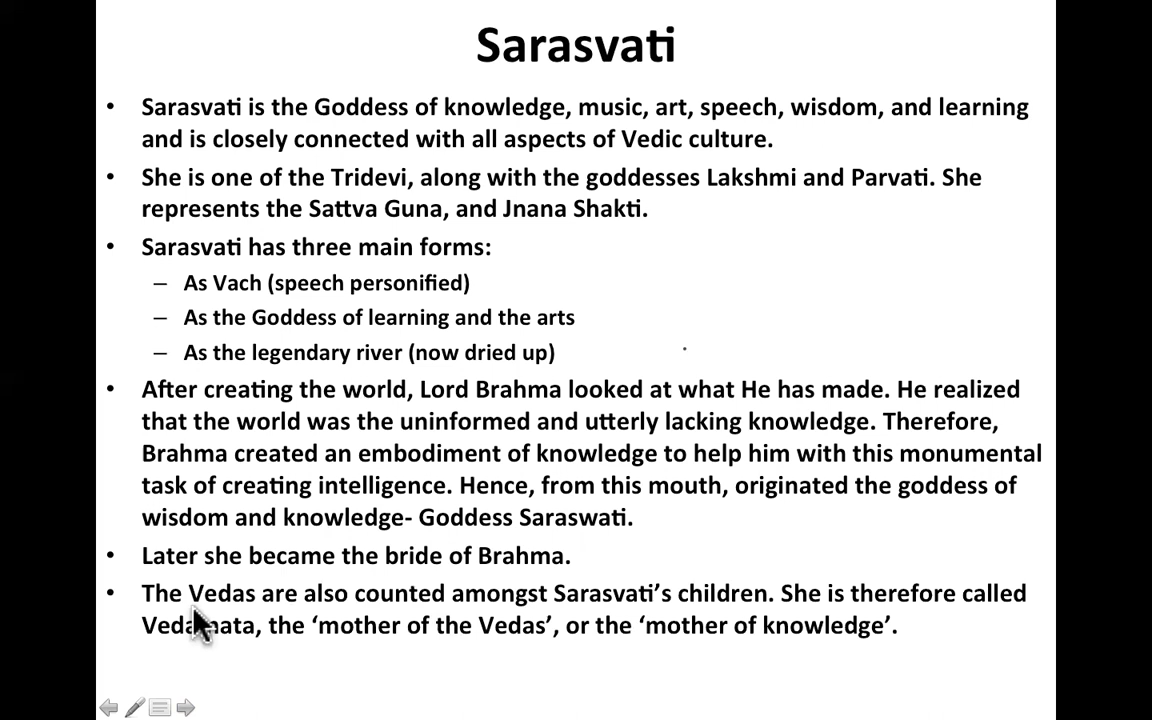 Sarasvati
• Sarasvati is the Goddess of knowledge, music, art, speech, wisdom, and learning
and is closely connected with all aspects of Vedic culture.
• She is one of the Tridevi, along with the goddesses Lakshmi and Parvati. She
represents the Sattva Guna, and Jnana Shakti.
• Sarasvati has three main forms:
– As Vach (speech personified)
– As the Goddess of learning and the arts
– As the legendary river (now dried up)
• After creating the world, Lord Brahma looked at what He has made. He realized
that the world was the uninformed and utterly lacking knowledge. Therefore,
Brahma created an embodiment of knowledge to help him with this monumental
task of creating intelligence. Hence, from this mouth, originated the goddess of
wisdom and knowledge- Goddess Saraswati.
• Later she became the bride of Brahma.
• The Vedas are also counted amongst Sarasvati’s children. She is therefore called
the ‘mother of the Vedas’, or the ‘mother of knowledge’.